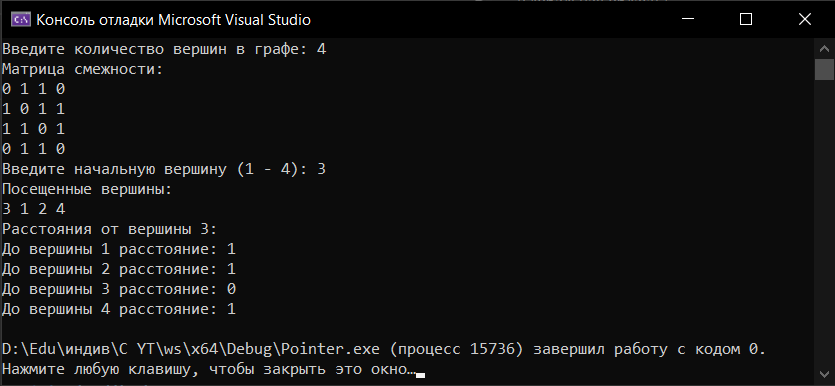 Консоль отладки Microsoft Visual Studio
Введите количество вершин в графе: 4
Матрица смежности:
0 1 1 0
1 0 1 1
1 1 0 1
0 1 1 0
Введите начальную вершину (1 - 4): 3
Посещенные вершины:
3 1 2 4
Расстояния от вершины 3:
До вершины 1 расстояние: 1
До вершины 2 расстояние: 1
До вершины 3 расстояние: 0
До вершины 4 расстояние: 1
D:\Edu\индив\C YT\ws\x64\Debug\Pointer.exe (процесс 15736) завершил работу с кодом 0.
Нажмите любую клавишу, чтобы закрыть это окно…